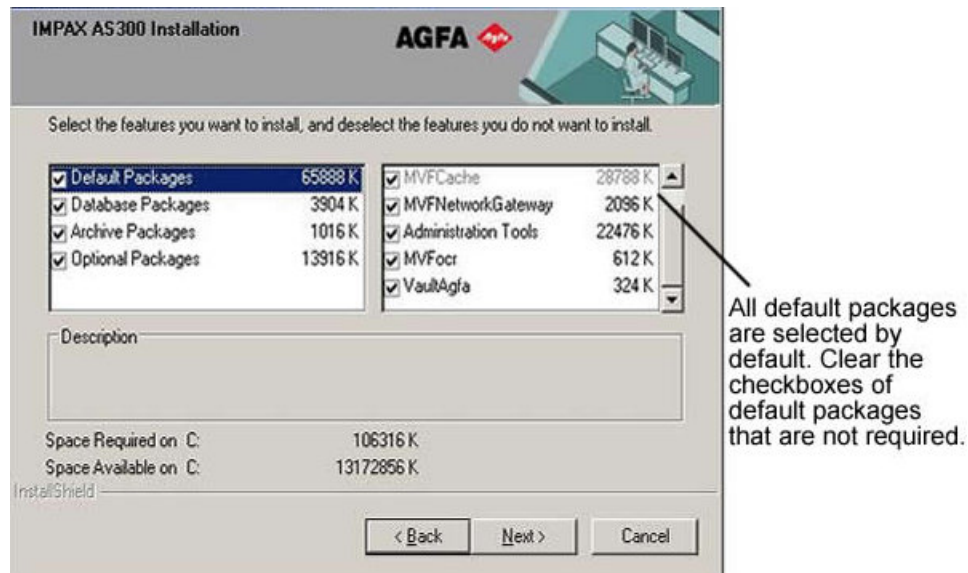 IMPAX AS300 Installation
AGFA
Select the features you want to install, and deselect the features you do not want to install.
Default Packages 65888 K
Database Packages 3904 K
Archive Packages 1016 K
Optional Packages 13916 K
MVFCache 28788 K
MVFNetworkGateway 2096 K
Administration Tools 22476 K
MVFocr 612 K
VaultAgfa 324 K
All default packages
are selected by
default. Clear the
checkboxes of
default packages
that are not required.
Description
Space Required on C: 106316 K
Space Available on C: 13172856 K
InstallShield
< Back
Next >
Cancel